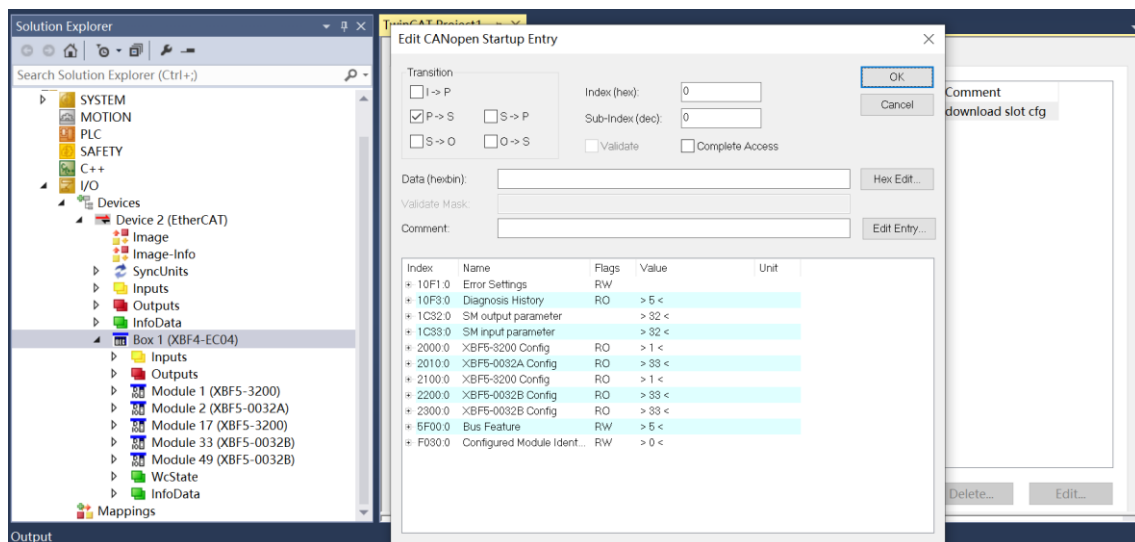 Solution Explorer
Search Solution Explorer (Ctrl+;)
SYSTEM
MOTION
PLC
SAFETY
C++
I/O
Devices
Device 2 (EtherCAT)
Image
Image-Info
SyncUnits
Inputs
Outputs
InfoData
Box 1 (XBF4-EC04)
Inputs
Outputs
Module 1 (XBF5-3200)
Module 2 (XBF5-0032A)
Module 17 (XBF5-3200)
Module 33 (XBF5-0032B)
Module 49 (XBF5-0032B)
WcState
InfoData
Mappings
Output
TwinCAT Project1
Edit CANopen Startup Entry
Transition
I -> P
P -> S S -> P
S -> O O -> S
Index (hex): 0
Sub-Index (dec): 0
Validate Complete Access
OK
Cancel
Data (hexbin): Hex Edit...
Validate Mask:
Comment: Edit Entry...
Index Name Flags Value Unit
10F1:0 Error Settings RW
10F3:0 Diagnosis History RO > 5 <
1C32:0 SM output parameter > 32 <
1C33:0 SM input parameter > 32 <
2000:0 XBF5-3200 Config RO > 1 <
2010:0 XBF5-0032A Config RO > 33 <
2100:0 XBF5-3200 Config RO > 1 <
2200:0 XBF5-0032B Config RO > 33 <
2300:0 XBF5-0032B Config RO > 33 <
5F00:0 Bus Feature RW > 5 <
F030:0 Configured Module Ident... RW > 0 <
Comment
download slot cfg
Delete... Edit...